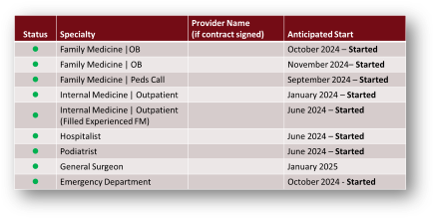 Status Specialty Provider Name (if contract signed) Anticipated Start
Family Medicine |OB October 2024 – Started
Family Medicine | OB November 2024– Started
Family Medicine | Peds Call September 2024 – Started
Internal Medicine | Outpatient January 2024 – Started
Internal Medicine | Outpatient June 2024 – Started
(Filled Experienced FM)
Hospitalist June 2024 – Started
Podiatrist June 2024 – Started
General Surgeon January 2025
Emergency Department October 2024 - Started